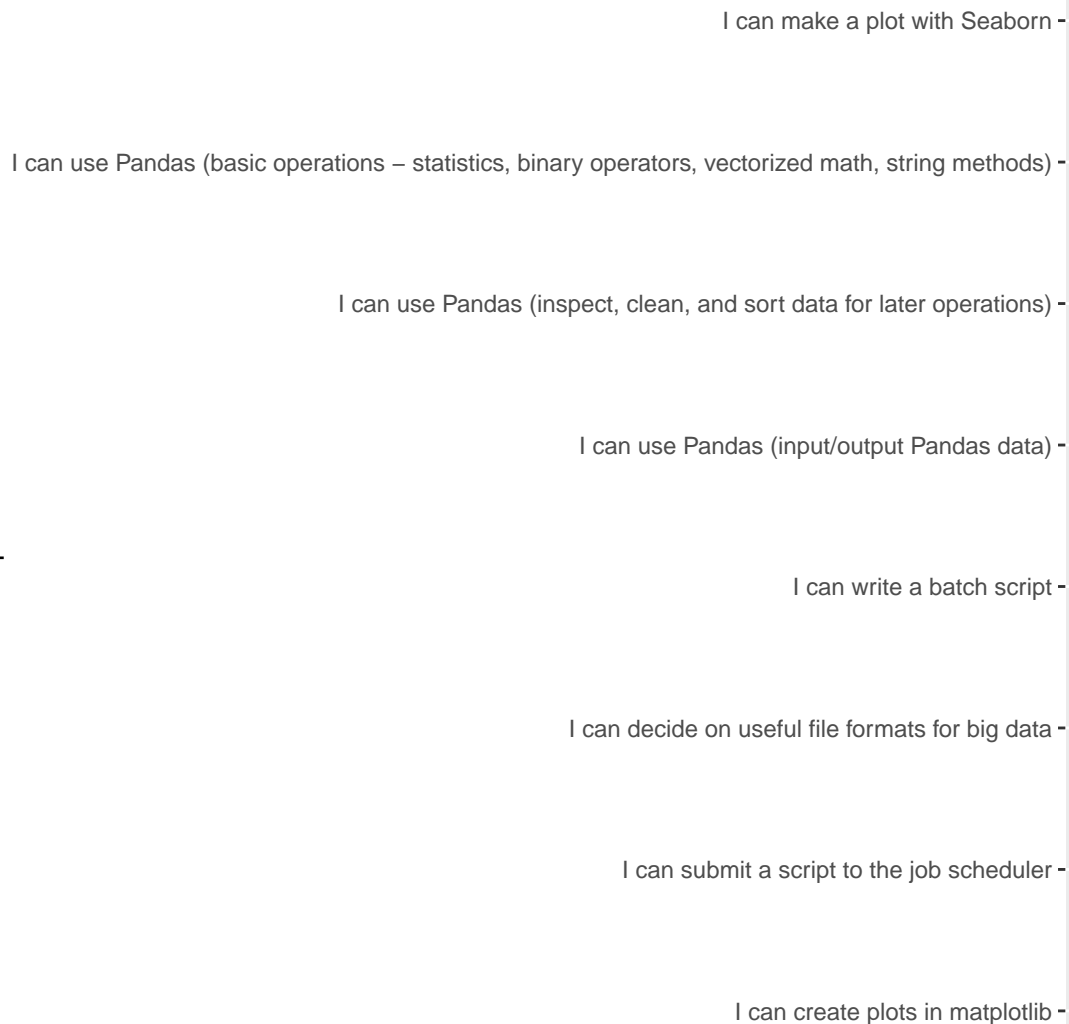 I can make a plot with Seaborn
I can use Pandas (basic operations – statistics, binary operators, vectorized math, string methods)
I can use Pandas (inspect, clean, and sort data for later operations)
I can use Pandas (input/output Pandas data)
I can write a batch script
I can decide on useful file formats for big data
I can submit a script to the job scheduler
I can create plots in matplotlib